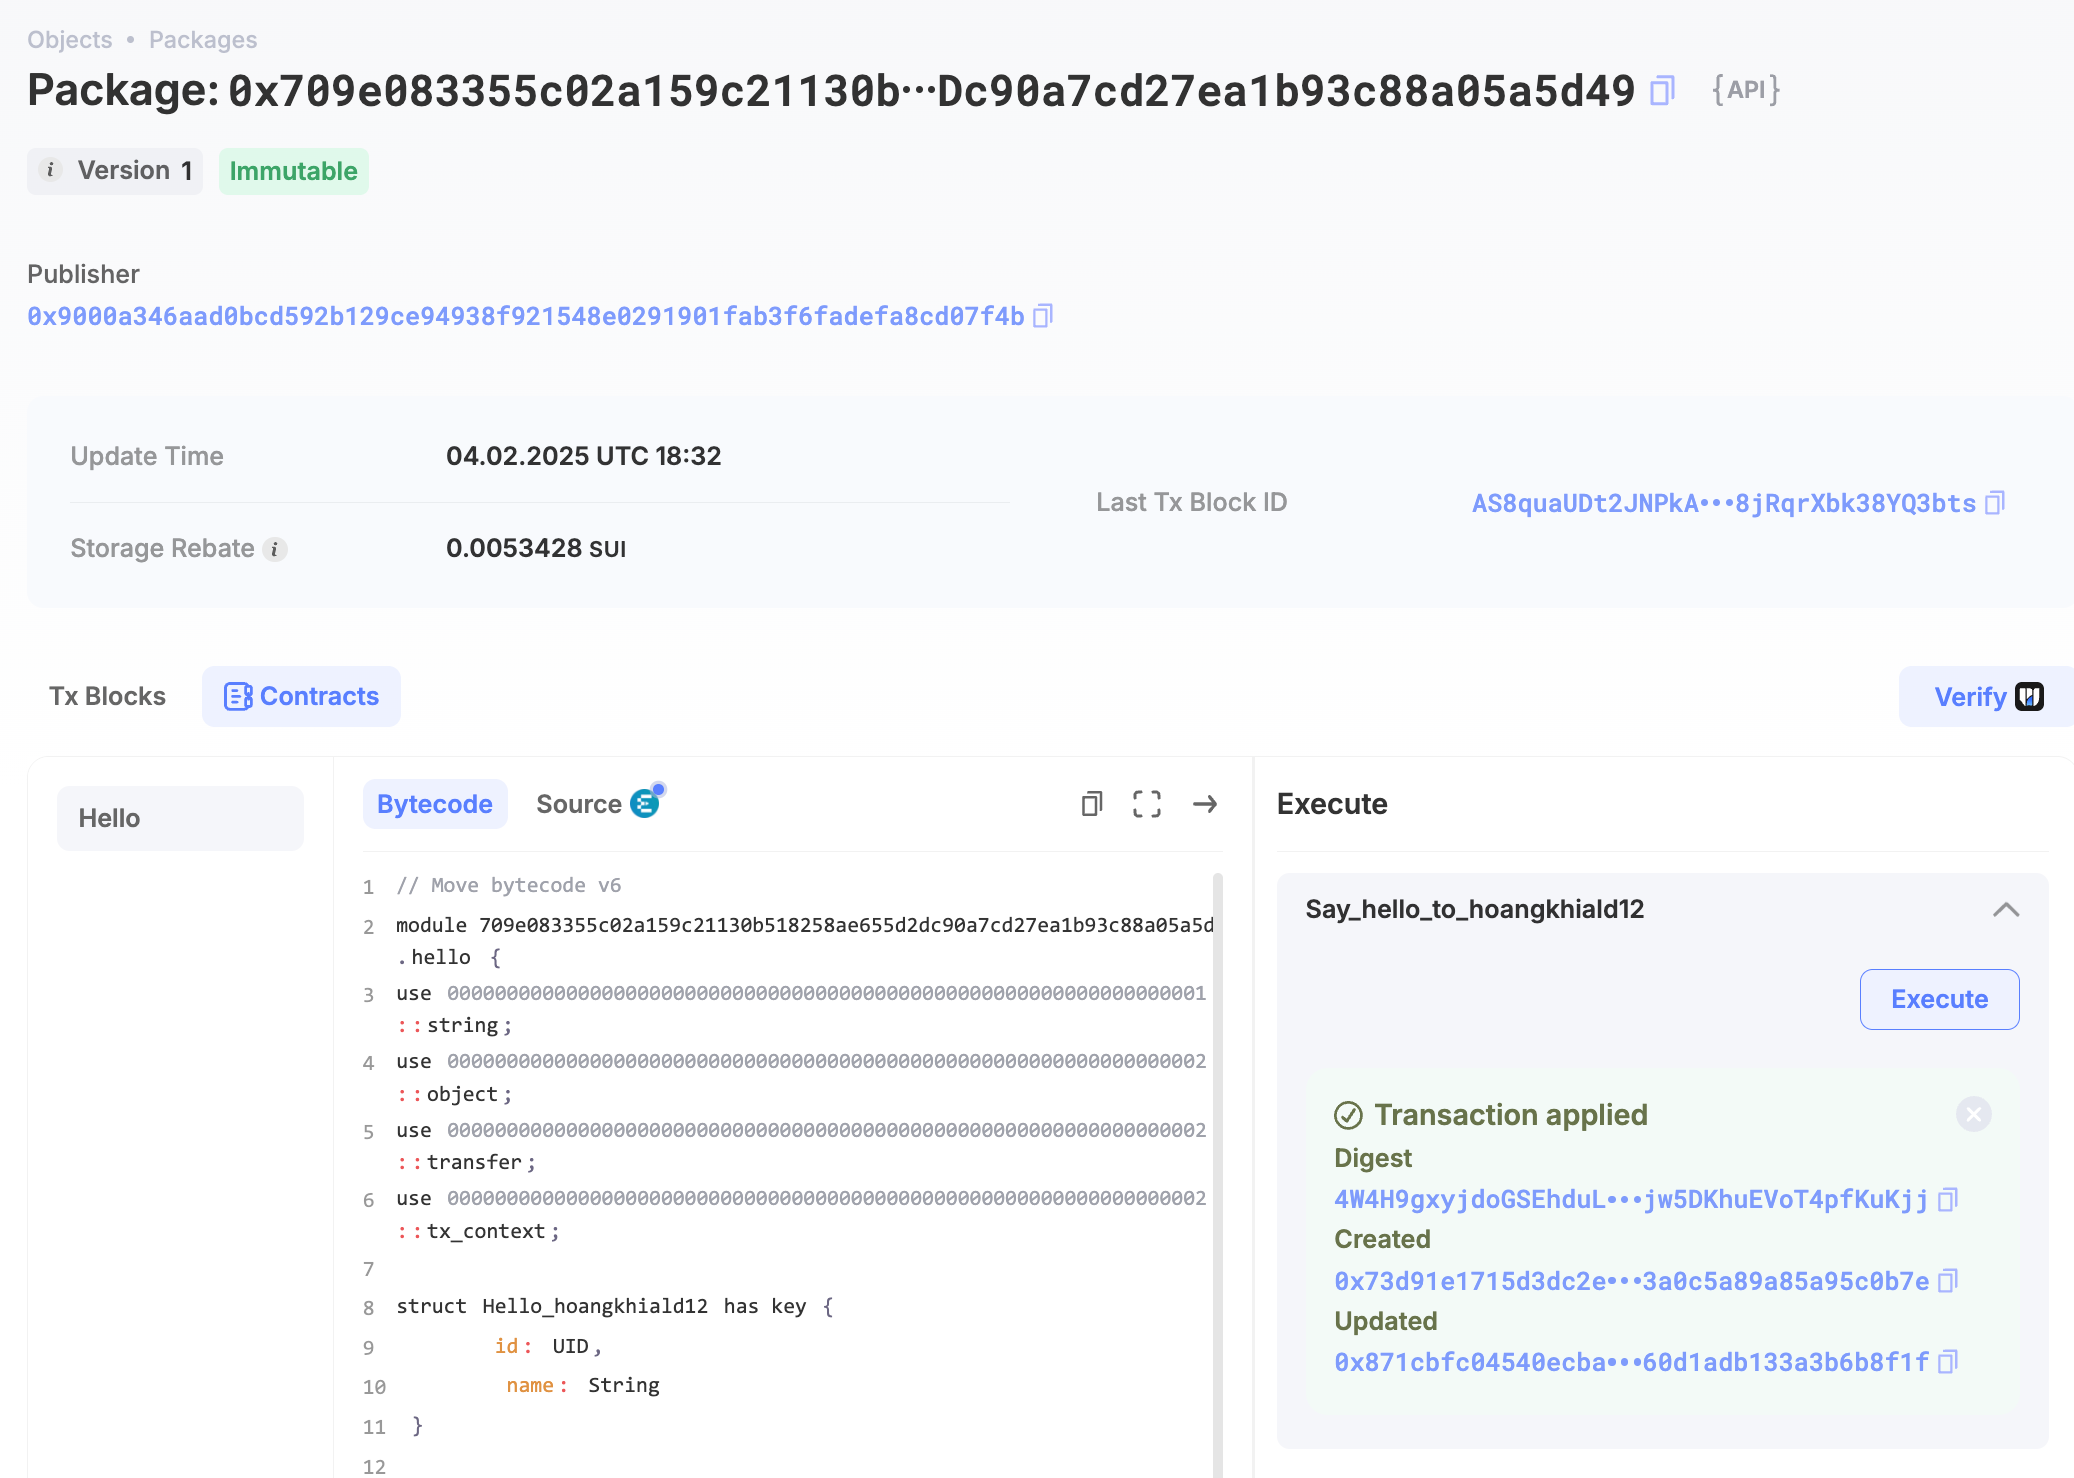 Objects • Packages
Package: 0x709e083355c02a159c21130b···Dc90a7cd27ea1b93c88a05a5d49 {API}
i Version 1 Immutable
Publisher
0x9000a346aad0bcd592b129ce94938f921548e0291901fab3f6fadefa8cd07f4b
Update Time 04.02.2025 UTC 18:32
Last Tx Block ID AS8quaUDt2JNPkA•••8jRqrXbk38YQ3bts
Storage Rebate i 0.0053428 SUI
Tx Blocks Contracts Verify
Hello
Bytecode Source
1 // Move bytecode v6
2 module 709e083355c02a159c21130b518258ae655d2dc90a7cd27ea1b93c88a05a5d
.hello {
3 use 0000000000000000000000000000000000000000000000000000000000000001
::string;
4 use 0000000000000000000000000000000000000000000000000000000000000002
::object;
5 use 0000000000000000000000000000000000000000000000000000000000000002
::transfer;
6 use 0000000000000000000000000000000000000000000000000000000000000002
::tx_context;
7
8 struct Hello_hoangkhiald12 has key {
9 id: UID,
10 name: String
11 }
12
Execute
Say_hello_to_hoangkhiald12
Execute
Transaction applied
Digest
4W4H9gxyjdoGSEhduL•••jw5DKhuEVoT4pfKuKjj
Created
0x73d91e1715d3dc2e•••3a0c5a89a85a95c0b7e
Updated
0x871cbfc04540ecba•••60d1adb133a3b6b8f1f